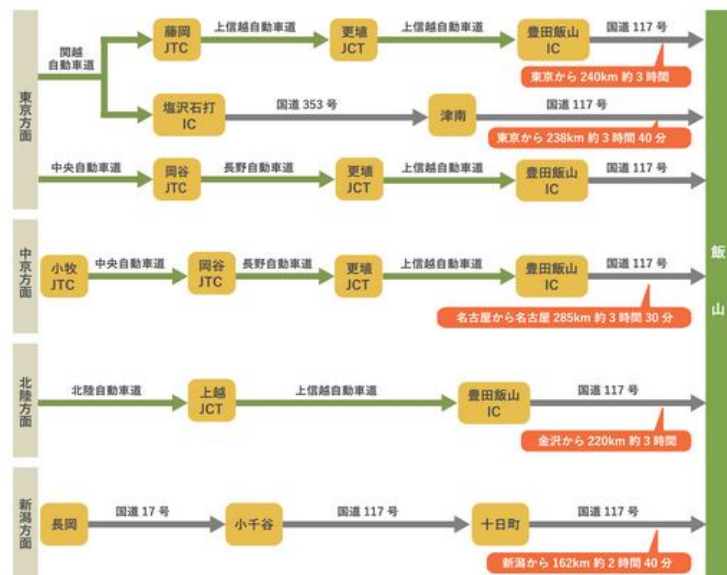 東京方面
関越
自動車道
藤岡
JTC
上信越自動車道
更埴
JCT
上信越自動車道
豊田飯山
IC
国道 117 号
東京から 240km 約 3 時間
塩沢石打
IC
国道 353 号
津南
国道 117 号
東京から 238km 約 3 時間 40 分
中央自動車道
岡谷
JTC
長野自動車道
更埴
JCT
上信越自動車道
豊田飯山
IC
国道 117 号
中京方面
小牧
JTC
中央自動車道
岡谷
JTC
長野自動車道
更埴
JCT
上信越自動車道
豊田飯山
IC
国道 117 号
名古屋から名古屋 285km 約 3 時間 30 分
北陸方面
北陸自動車道
上越
JCT
上信越自動車道
豊田飯山
IC
国道 117 号
金沢から 220km 約 3 時間
新潟方面
長岡
国道 17 号
小千谷
国道 117 号
十日町
国道 117 号
新潟から 162km 約 2 時間 40 分
飯山